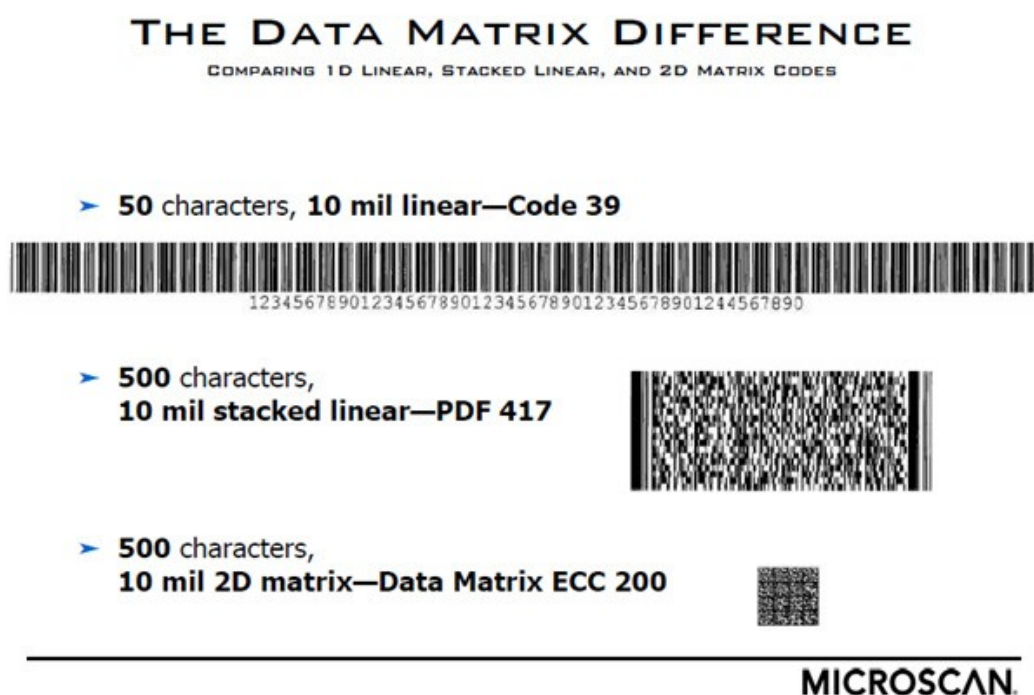 THE DATA MATRIX DIFFERENCE
COMPARING 1D LINEAR, STACKED LINEAR, AND 2D MATRIX CODES
➤ 50 characters, 10 mil linear—Code 39
12345678901234567890123456789012345678901244567890
➤ 500 characters,
10 mil stacked linear—PDF 417
➤ 500 characters,
10 mil 2D matrix—Data Matrix ECC 200
MICROSCAN.